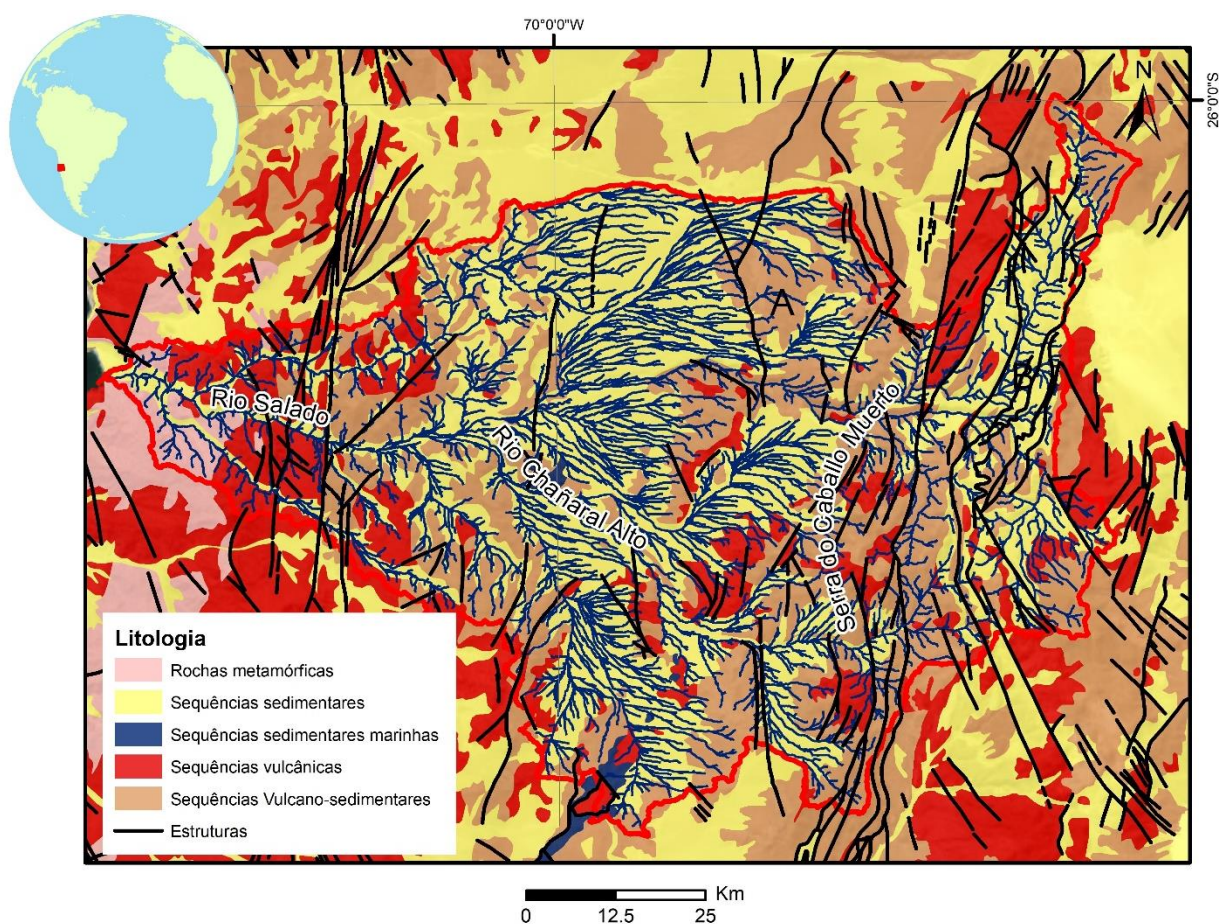 70°0'0"W
26°0'0"S
N
A
B
Rio Salado
Rio Chañaral Alto
Serra do Caballo Muerto
Litologia
Rochas metamórficas
Sequências sedimentares
Sequências sedimentares marinhas
Sequências vulcânicas
Sequências Vulcano-sedimentares
Estruturas
Km
0 12.5 25